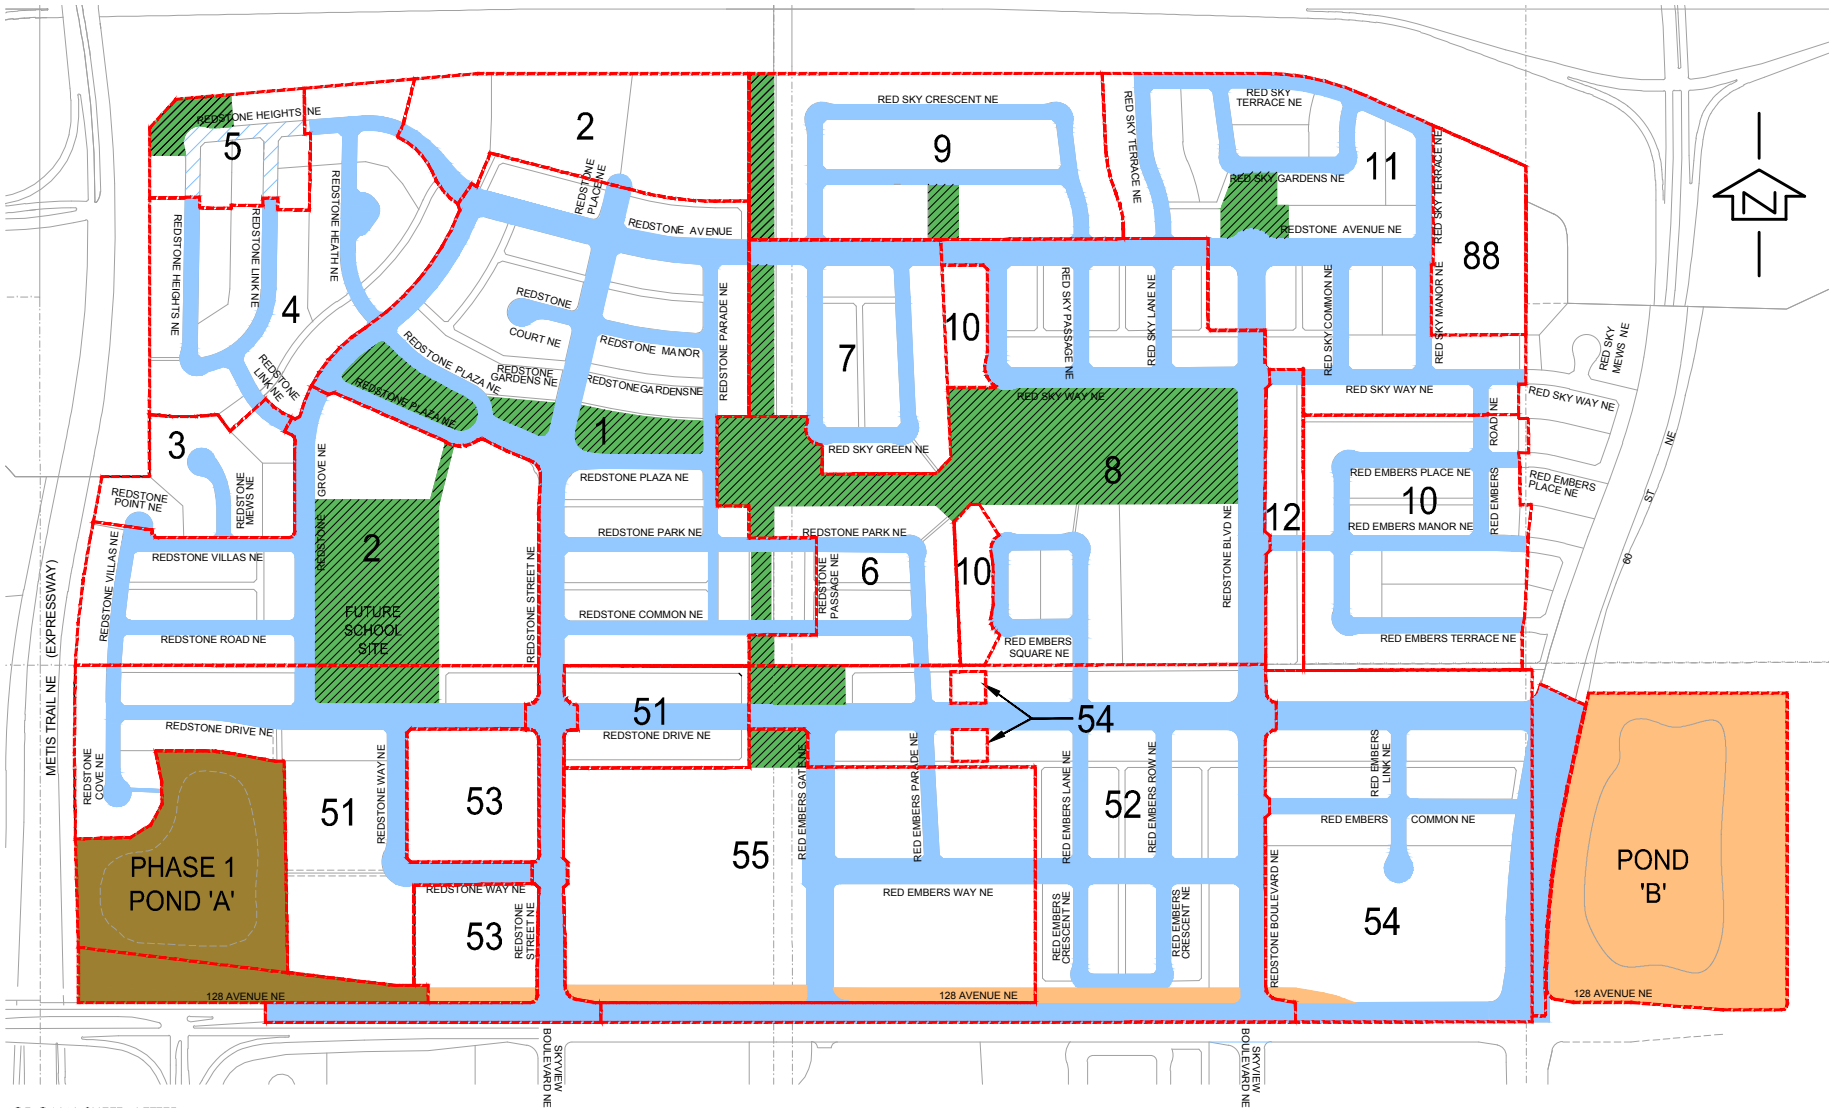 RED SKY CRESCENT NE
RED SKY
TERRACE NE
REDSTONE HEIGHTS NE
2
5
9
11
RED SKY TERRACE NE
RED SKY TERRACE NE
REDSTONE HEATH NE
REDSTONE
PLACE NE
RED SKY GARDENS NE
N
REDSTONE AVENUE
REDSTONE AVENUE NE
88
REDSTONE HEIGHTS NE
REDSTONE LINK NE
4
REDSTONE
COURT NE
REDSTONE MANOR
REDSTONE PARADE NE
10
RED SKY PASSAGE NE
RED SKY LANE NE
RED SKY COMMON NE
RED SKY MANOR NE
RED SKY
MEWS NE
7
REDSTONE
LINK NE
REDSTONE PLAZA NE
REDSTONE
GARDENS NE
REDSTONE GARDENS NE
REDSTONE PLAZA NE
RED SKY WAY NE
RED SKY WAY NE
RED SKY WAY NE
1
3
RED SKY GREEN NE
ROAD NE
NE
8
REDSTONE PLAZA NE
RED EMBERS PLACE NE
RED EMBERS
PLACE NE
REDSTONE
POINT NE
REDSTONE
MEWS NE
GROVE NE
REDSTONE
10
RED EMBERS
ST
12
RED EMBERS MANOR NE
REDSTONE PARK NE
REDSTONE PARK NE
2
REDSTONE VILLAS NE
REDSTONE VILLAS NE
6
10
REDSTONE
PASSAGE NE
REDSTONE BLVD NE
60
METIS TRAIL NE (EXPRESSWAY)
FUTURE
SCHOOL
SITE
REDSTONE STREET NE
REDSTONE COMMON NE
REDSTONE ROAD NE
RED EMBERS
SQUARE NE
RED EMBERS TERRACE NE
51
54
REDSTONE DRIVE NE
REDSTONE DRIVE NE
REDSTONE
COVE NE
REDSTONE WAY NE
RED EMBERS GATE NE
RED EMBERS PARADE NE
RED EMBERS LANE NE
RED EMBERS ROW NE
RED EMBERS
LINK NE
51
53
52
RED EMBERS COMMON NE
55
PHASE 1
POND 'A'
POND
'B'
REDSTONE WAY NE
RED EMBERS WAY NE
53
REDSTONE
STREET NE
RED EMBERS
CRESCENT NE
RED EMBERS
CRESCENT NE
REDSTONE BOULEVARD NE
54
128 AVENUE NE
128 AVENUE NE
128 AVENUE NE
SKYVIEW
BOULEVARD NE
SKYVIEW
BOULEVARD NE